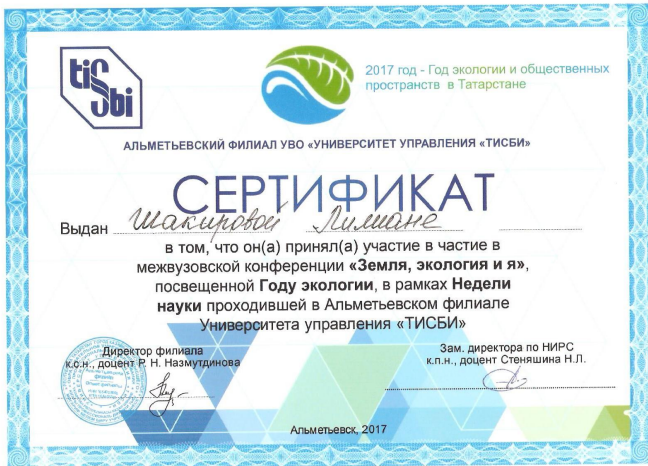 tisbi
2017 год - Год экологии и общественных
пространств в Татарстане
АЛЬМЕТЬЕВСКИЙ ФИЛИАЛ УВО «УНИВЕРСИТЕТ УПРАВЛЕНИЯ «ТИСБИ»
СЕРТИФИКАТ
Выдан Шакировой Лилиане
в том, что он(а) принял(а) участие в частие в
межвузовской конференции «Земля, экология и я»,
посвещенной Году экологии, в рамках Недели
науки проходившей в Альметьевском филиале
Университета управления «ТИСБИ»
Директор филиала
к.э.н., доцент Р. Н. Назмутдинова
Зам. директора по НИРС
к.п.н., доцент Стеняшина Н.Л.
Альметьевск, 2017